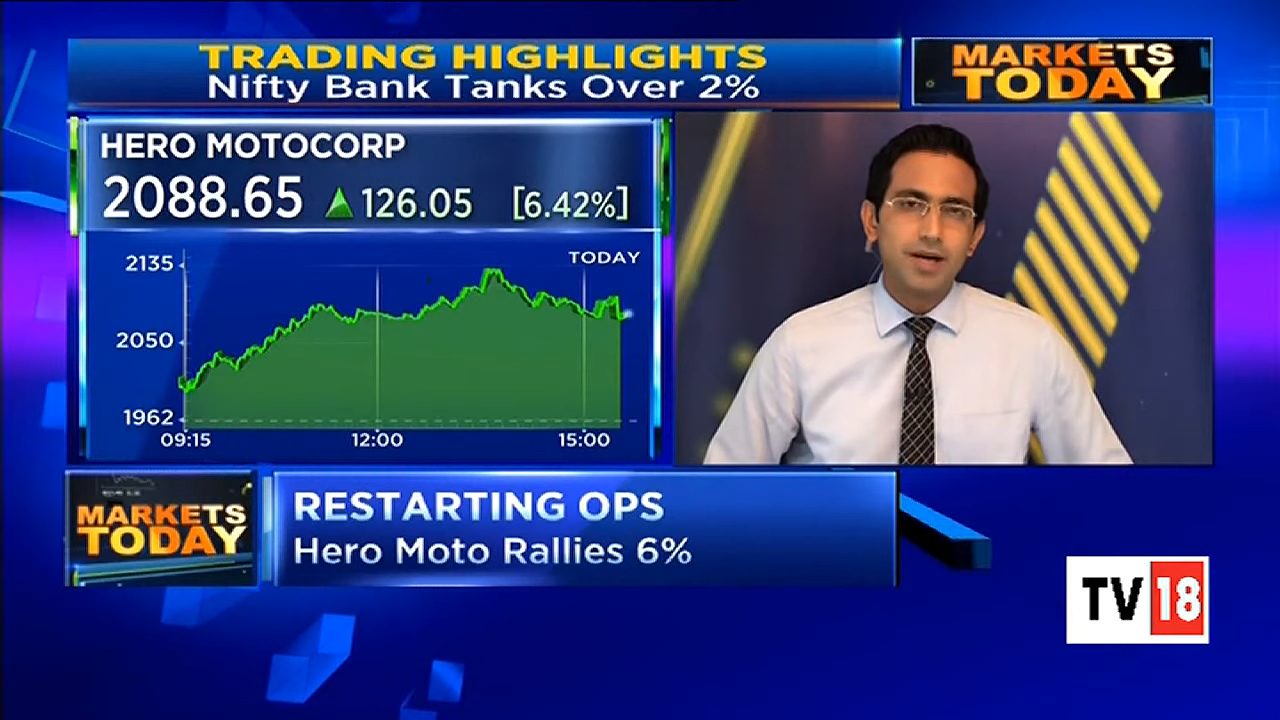 TRADING HIGHLIGHTS
Nifty Bank Tanks Over 2%
MARKETS
TODAY
HERO MOTOCORP
2088.65 ▲ 126.05 [6.42%]
TODAY
2135
2050
1962
09:15 12:00 15:00
MARKETS
TODAY
RESTARTING OPS
Hero Moto Rallies 6%
TV18